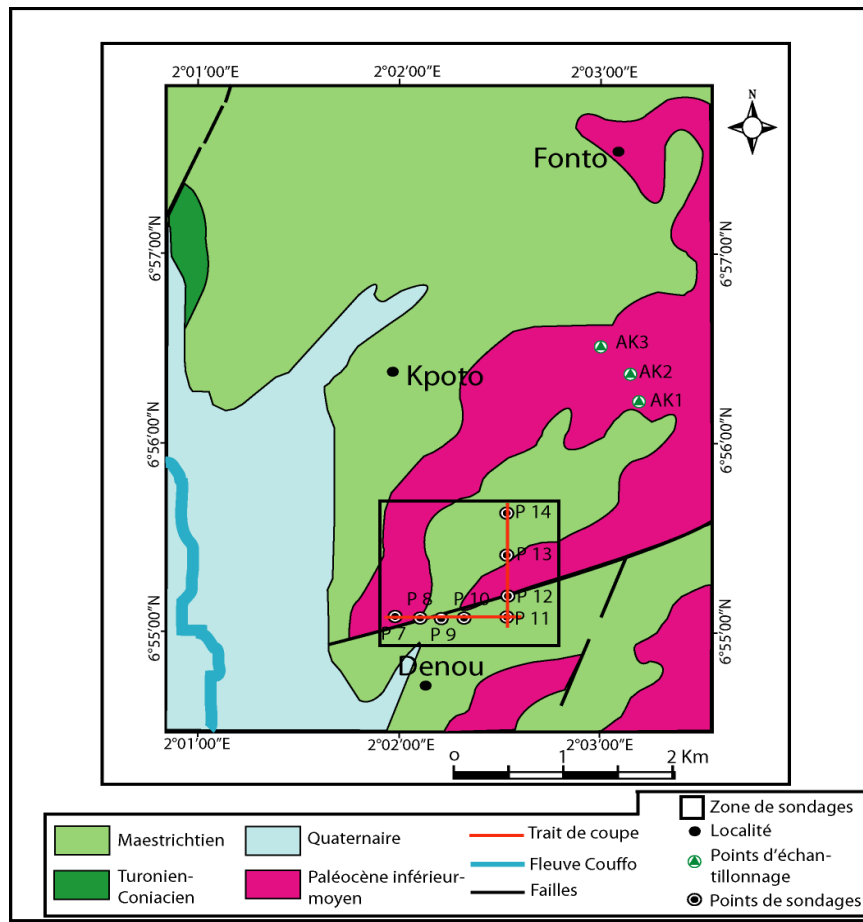 2°01'00"E 2°02'00"E 2°03'00"E
N
Fonto
6°57'00"N 6°57'00"N
AK3
Kpoto
AK2
AK1
6°56'00"N 6°56'00"N
P 14
P 13
P 8 P 10 P 12
P 11
P 7 P 9
6°55'00"N 6°55'00"N
Denou
2°01'00"E 2°02'00"E 2°03'00"E
o 1 2 Km
Maestrichtien
Turonien-
Coniacien
Quaternaire
Paléocène inférieur-
moyen
Trait de coupe
Fleuve Couffo
Failles
Zone de sondages
Localité
Points d'échan-
tillonnage
Points de sondages